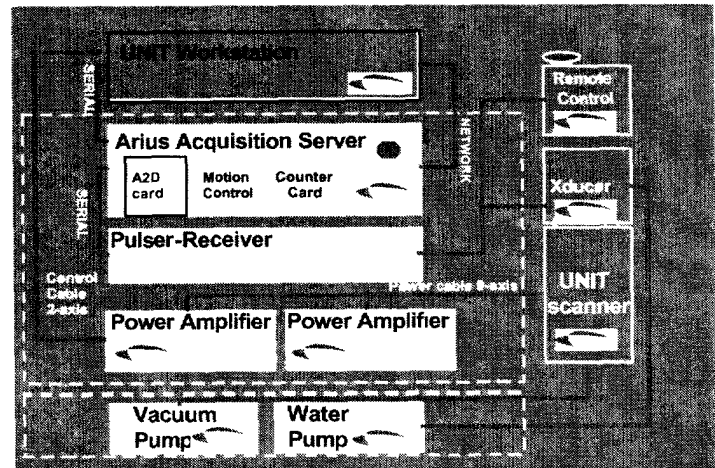 UNIT Workstation
SERIAL
NETWORK
Remote
Control
Arius Acquisition Server
A2D
card
Motion
Control
Counter
Card
SERIAL
Xducer
Pulser-Receiver
Control
Cable
2-axis
Power cable 8-axis
UNIT
scanner
Power Amplifier
Power Amplifier
Vacuum
Pump
Water
Pump